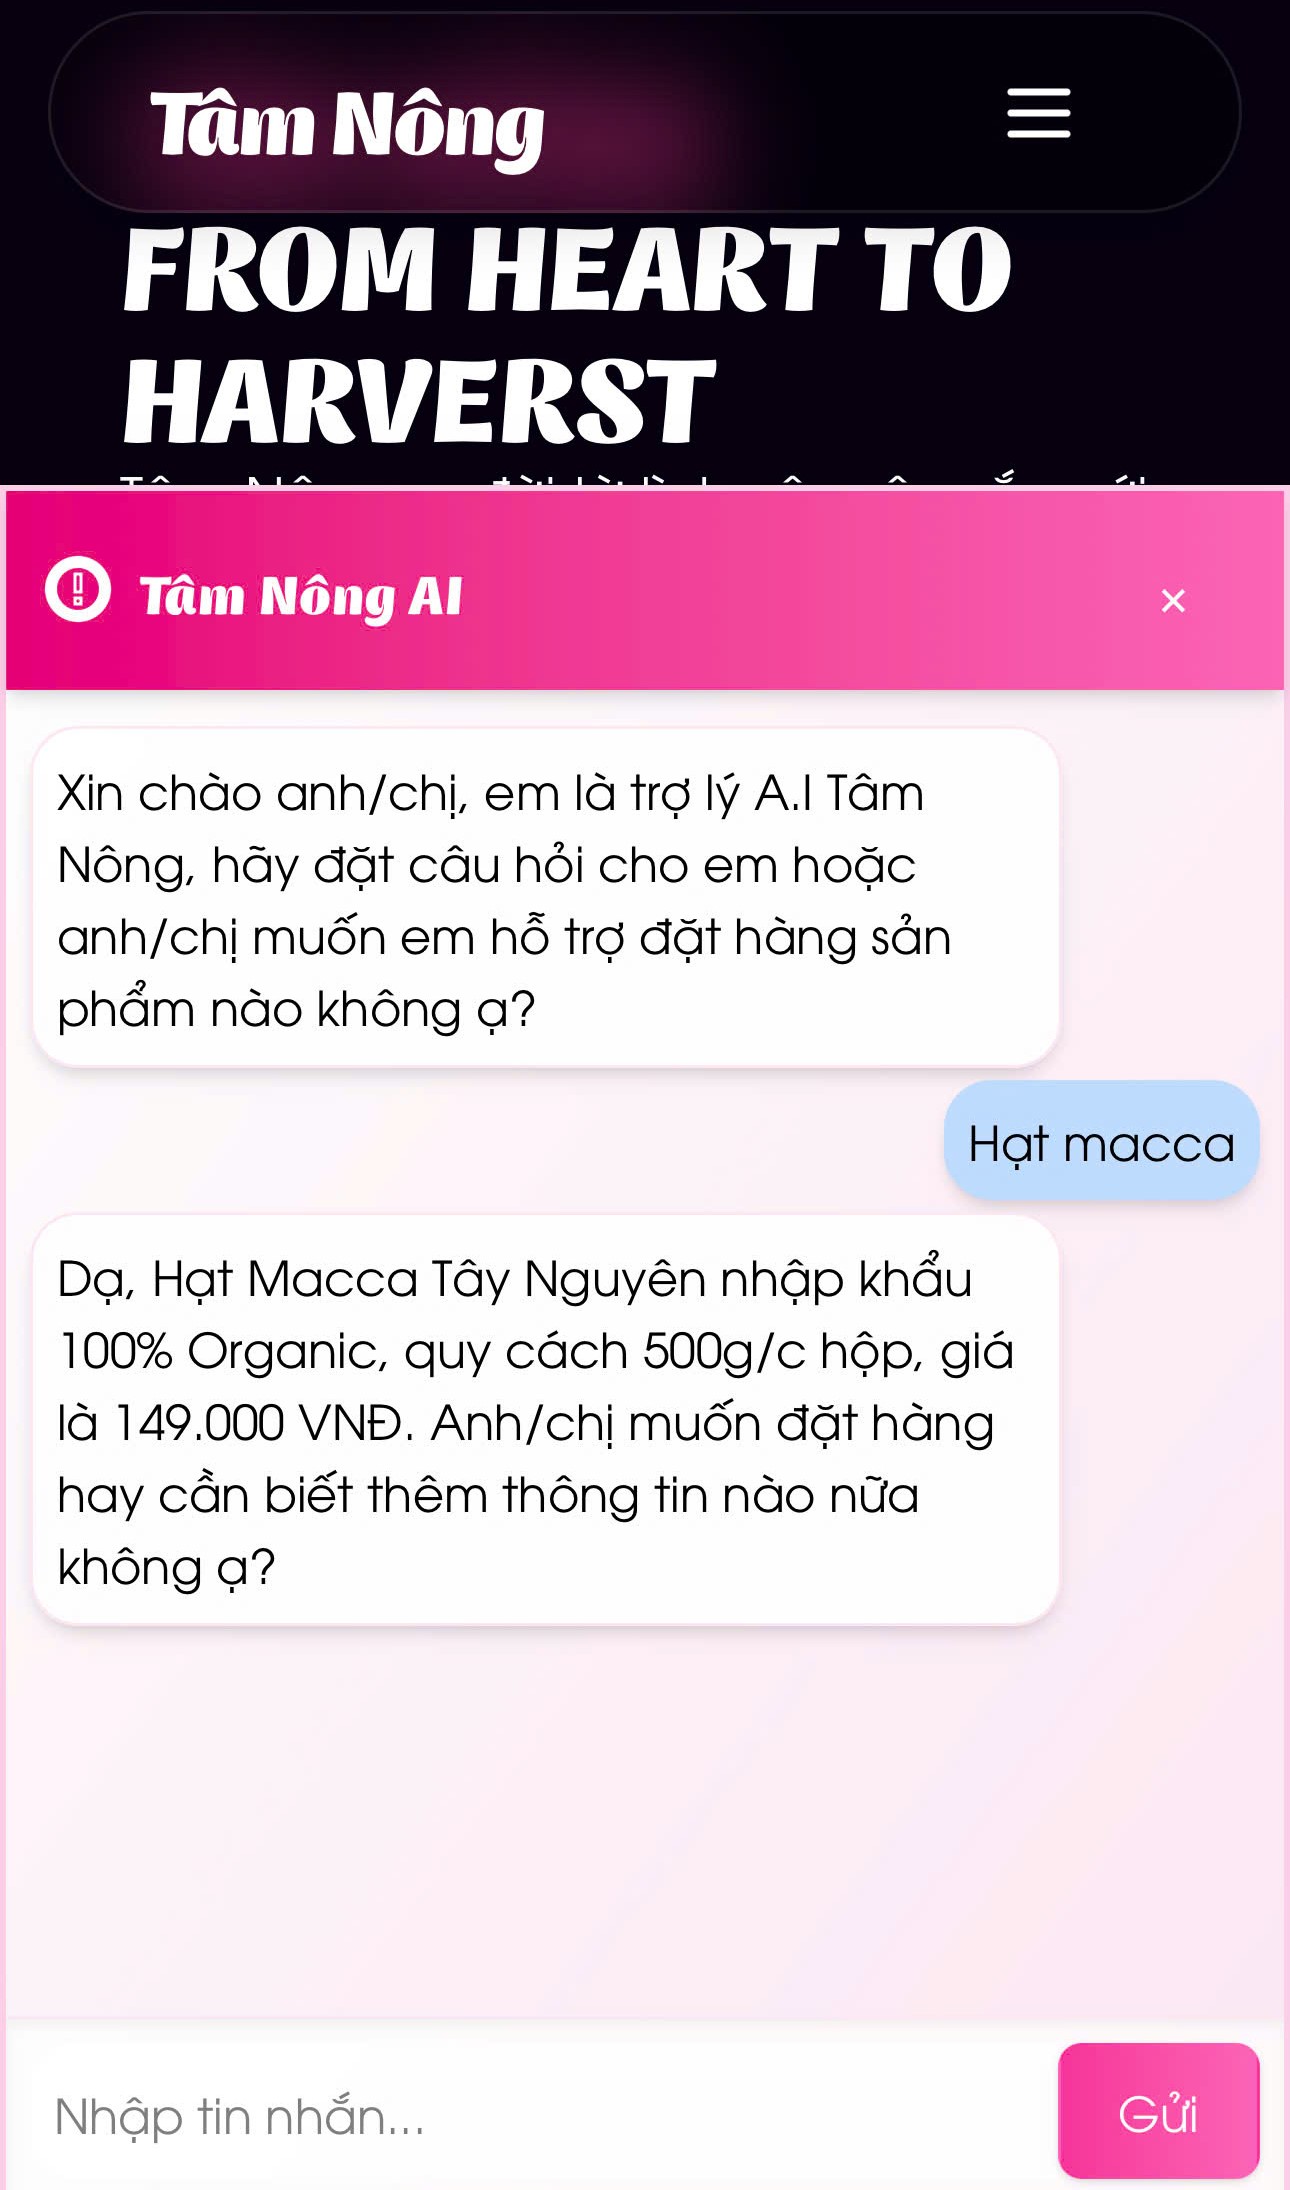 Tâm Nông
FROM HEART TO
HARVERST
Tâm Nông AI
×
Xin chào anh/chị, em là trợ lý A.I Tâm
Nông, hãy đặt câu hỏi cho em hoặc
anh/chị muốn em hỗ trợ đặt hàng sản
phẩm nào không ạ?
Hạt macca
Dạ, Hạt Macca Tây Nguyên nhập khẩu
100% Organic, quy cách 500g/c hộp, giá
là 149.000 VNĐ. Anh/chị muốn đặt hàng
hay cần biết thêm thông tin nào nữa
không ạ?
Nhập tin nhắn...
Gửi